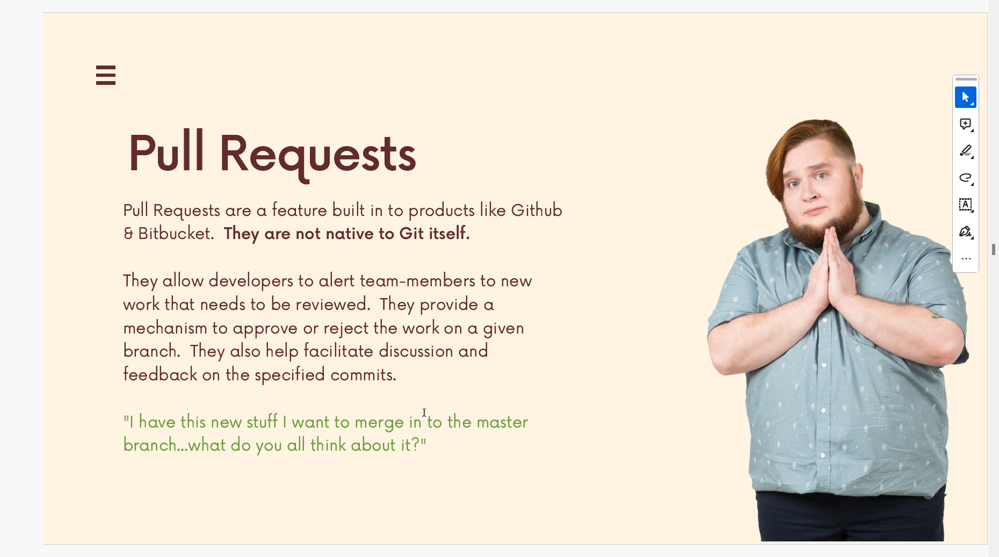 Pull Requests
Pull Requests are a feature built in to products like Github
& Bitbucket.  They are not native to Git itself.
They allow developers to alert team-members to new
work that needs to be reviewed.  They provide a
mechanism to approve or reject the work on a given
branch.  They also help facilitate discussion and
feedback on the specified commits.
"I have this new stuff I want to merge in to the master
branch...what do you all think about it?"
A